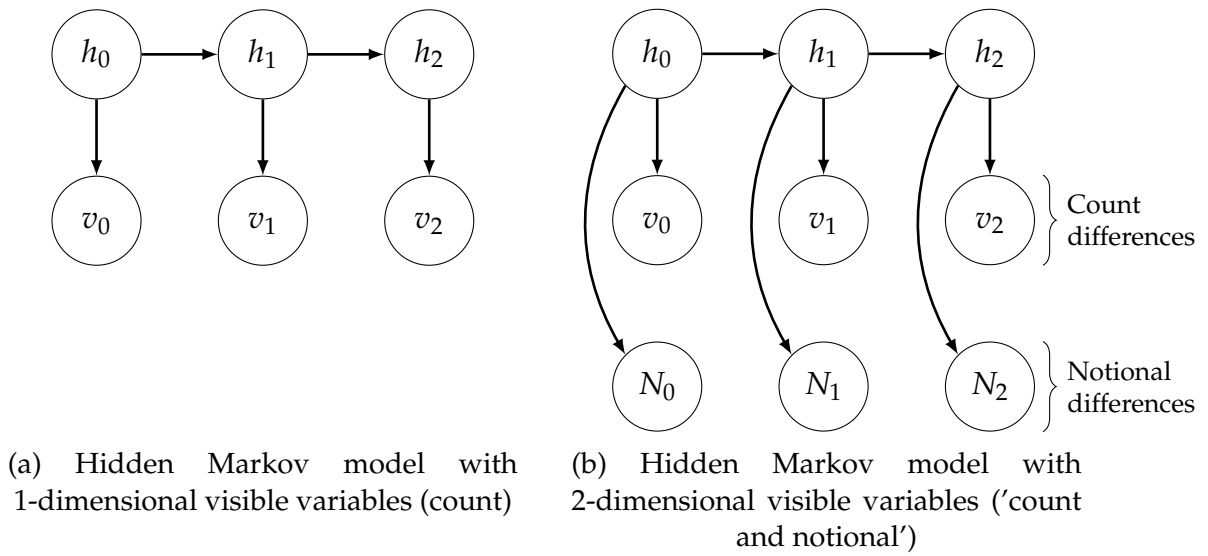 h0 h1 h2
v0 v1 v2
(a) Hidden Markov model with
1-dimensional visible variables (count)
h0 h1 h2
v0 v1 v2
Count
differences
N0 N1 N2
Notional
differences
(b) Hidden Markov model with
2-dimensional visible variables ('count
and notional')